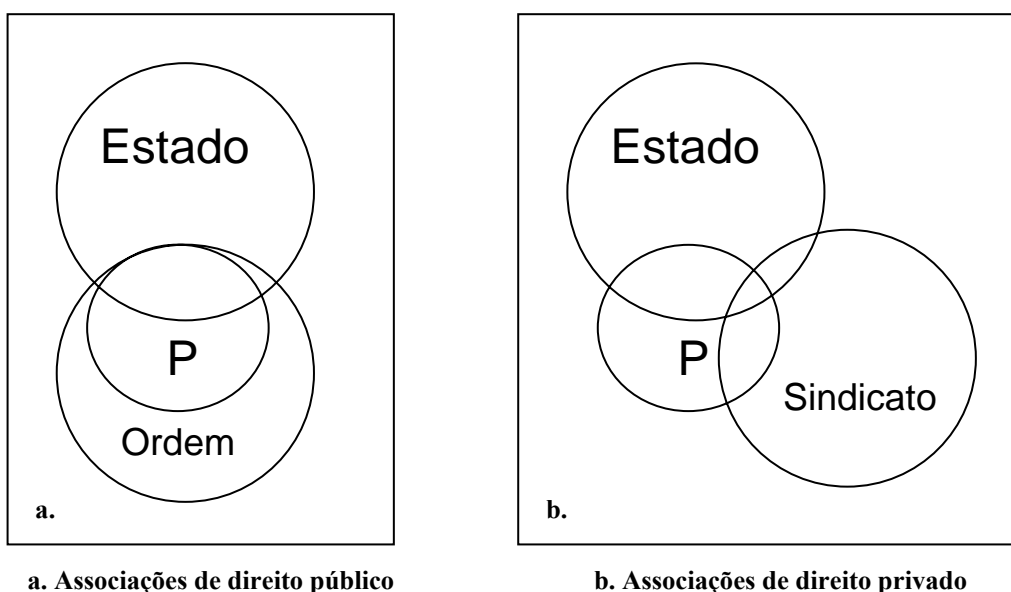 Estado
P
Ordem
a.
Estado
P
Sindicato
b.
a. Associações de direito público
b. Associações de direito privado